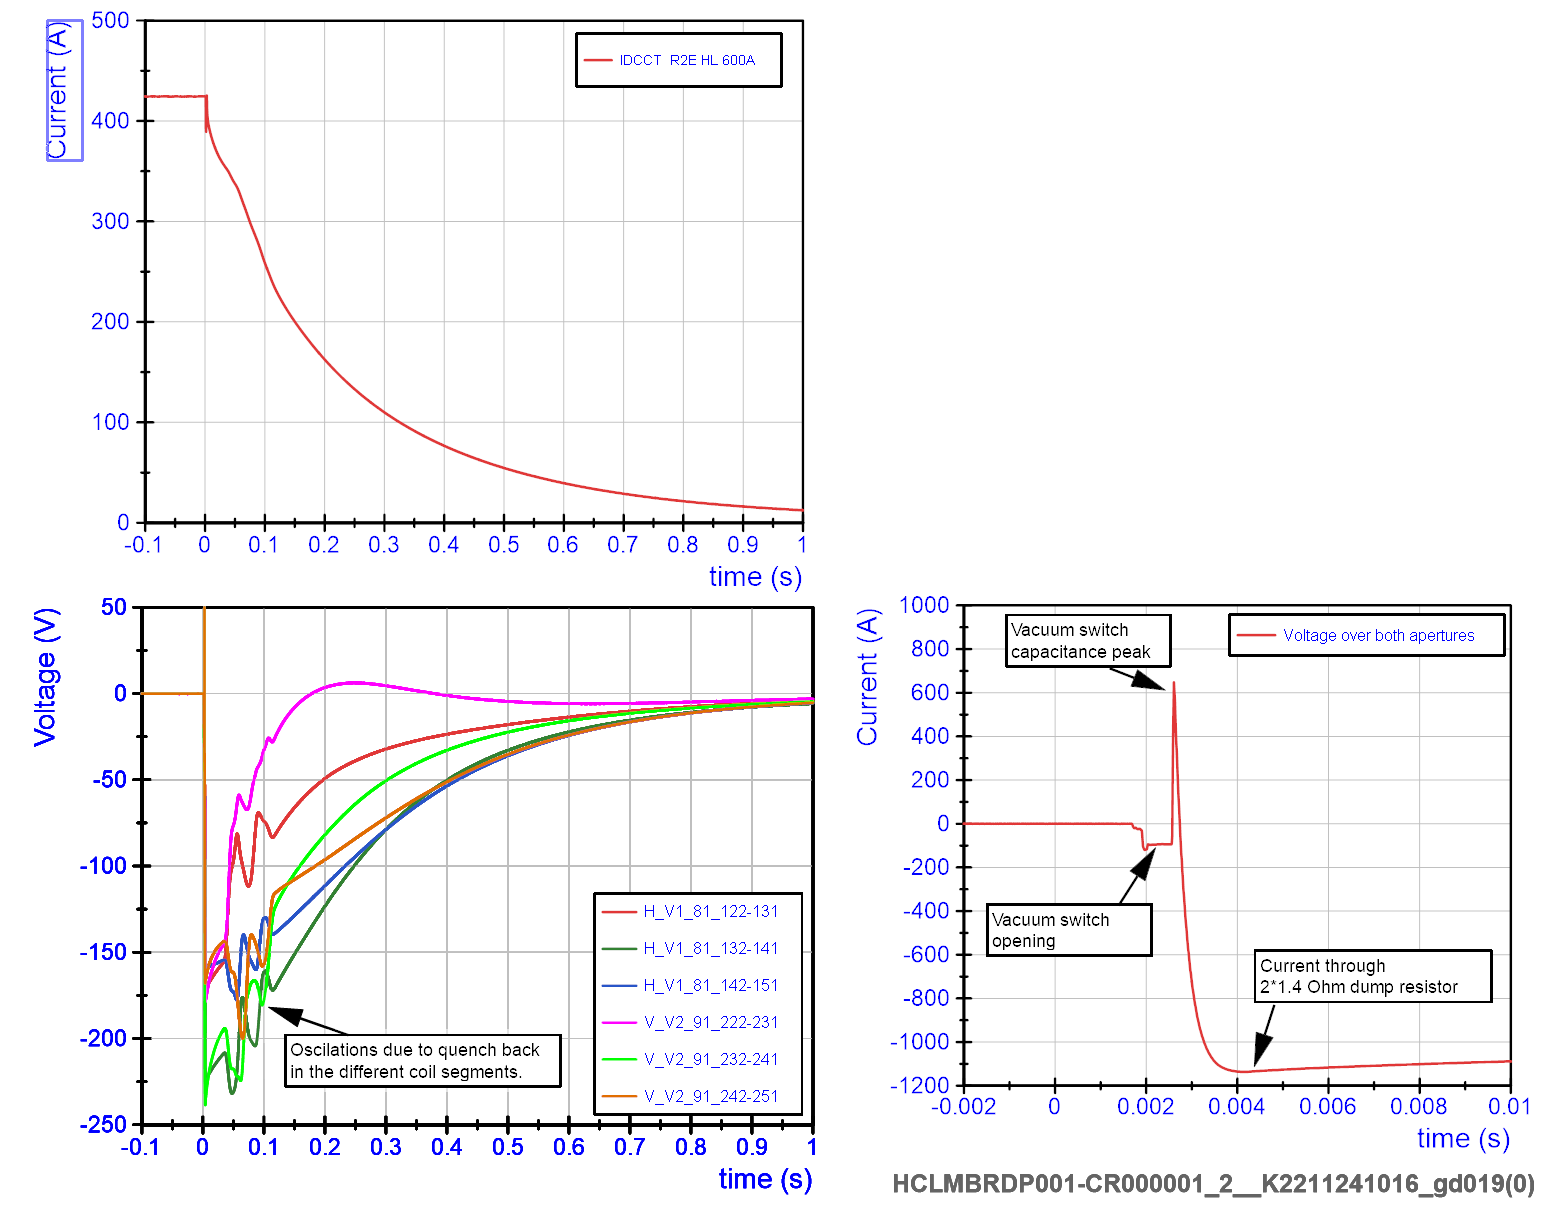 Current (A)
500
400
300
200
100
0
IDCCT R2E HL 600A
-0.1 0 0.1 0.2 0.3 0.4 0.5 0.6 0.7 0.8 0.9 1
time (s)
Voltage (V)
50
0
-50
-100
-150
-200
-250
H_V1_81_122-131
H_V1_81_132-141
H_V1_81_142-151
V_V2_91_222-231
V_V2_91_232-241
V_V2_91_242-251
Oscilations due to quench back
in the different coil segments.
-0.1 0 0.1 0.2 0.3 0.4 0.5 0.6 0.7 0.8 0.9 1
time (s)
Current (A)
1000
800
600
400
200
0
-200
-400
-600
-800
-1000
-1200
Vacuum switch
capacitance peak
Voltage over both apertures
Vacuum switch
opening
Current through
2*1.4 Ohm dump resistor
-0.002 0 0.002 0.004 0.006 0.008 0.01
time (s)
HCLMBRDP001-CR000001_2__K2211241016_gd019(0)